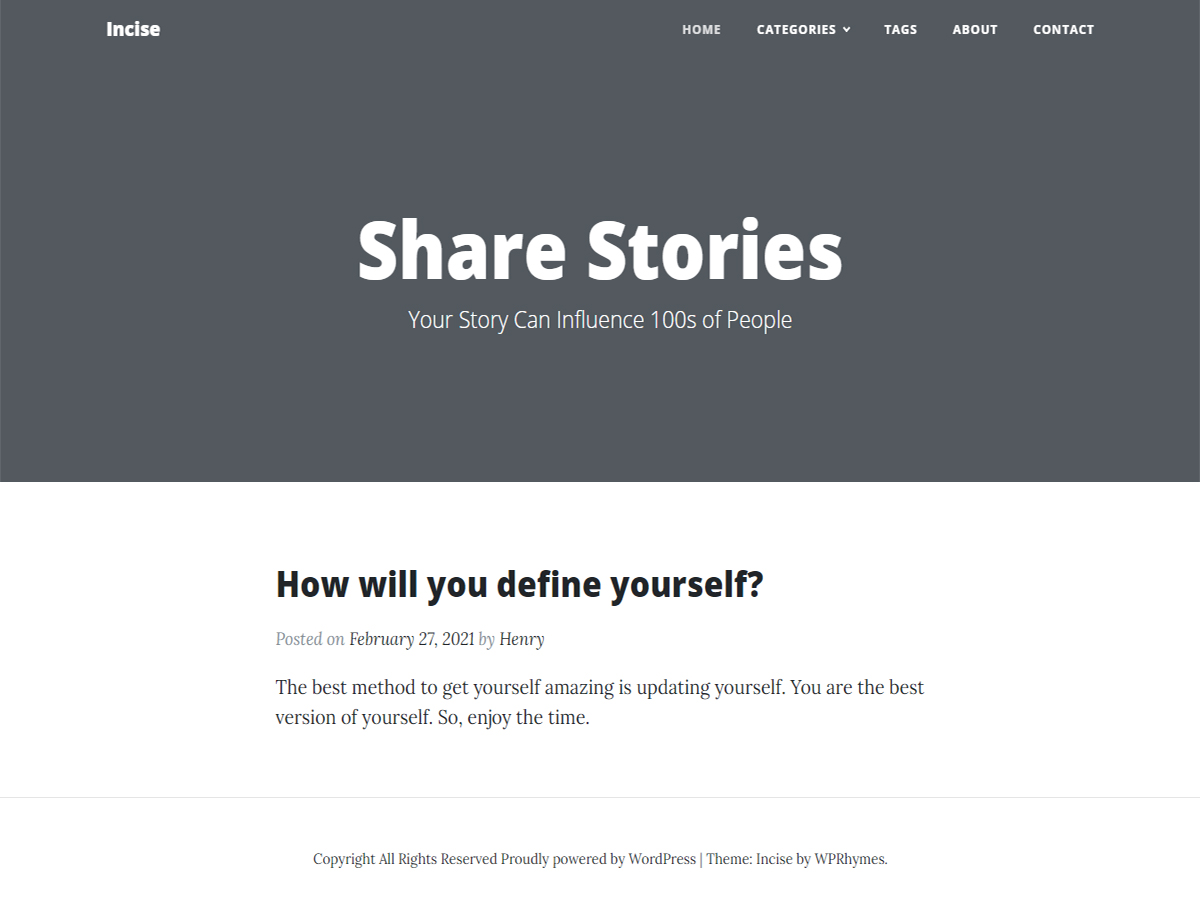 Incise
HOME CATEGORIES TAGS ABOUT CONTACT
Share Stories
Your Story Can Influence 100s of People
How will you define yourself?
Posted on February 27, 2021 by Henry
The best method to get yourself amazing is updating yourself. You are the best
version of yourself. So, enjoy the time.
Copyright All Rights Reserved Proudly powered by WordPress | Theme: Incise by WPRhymes.